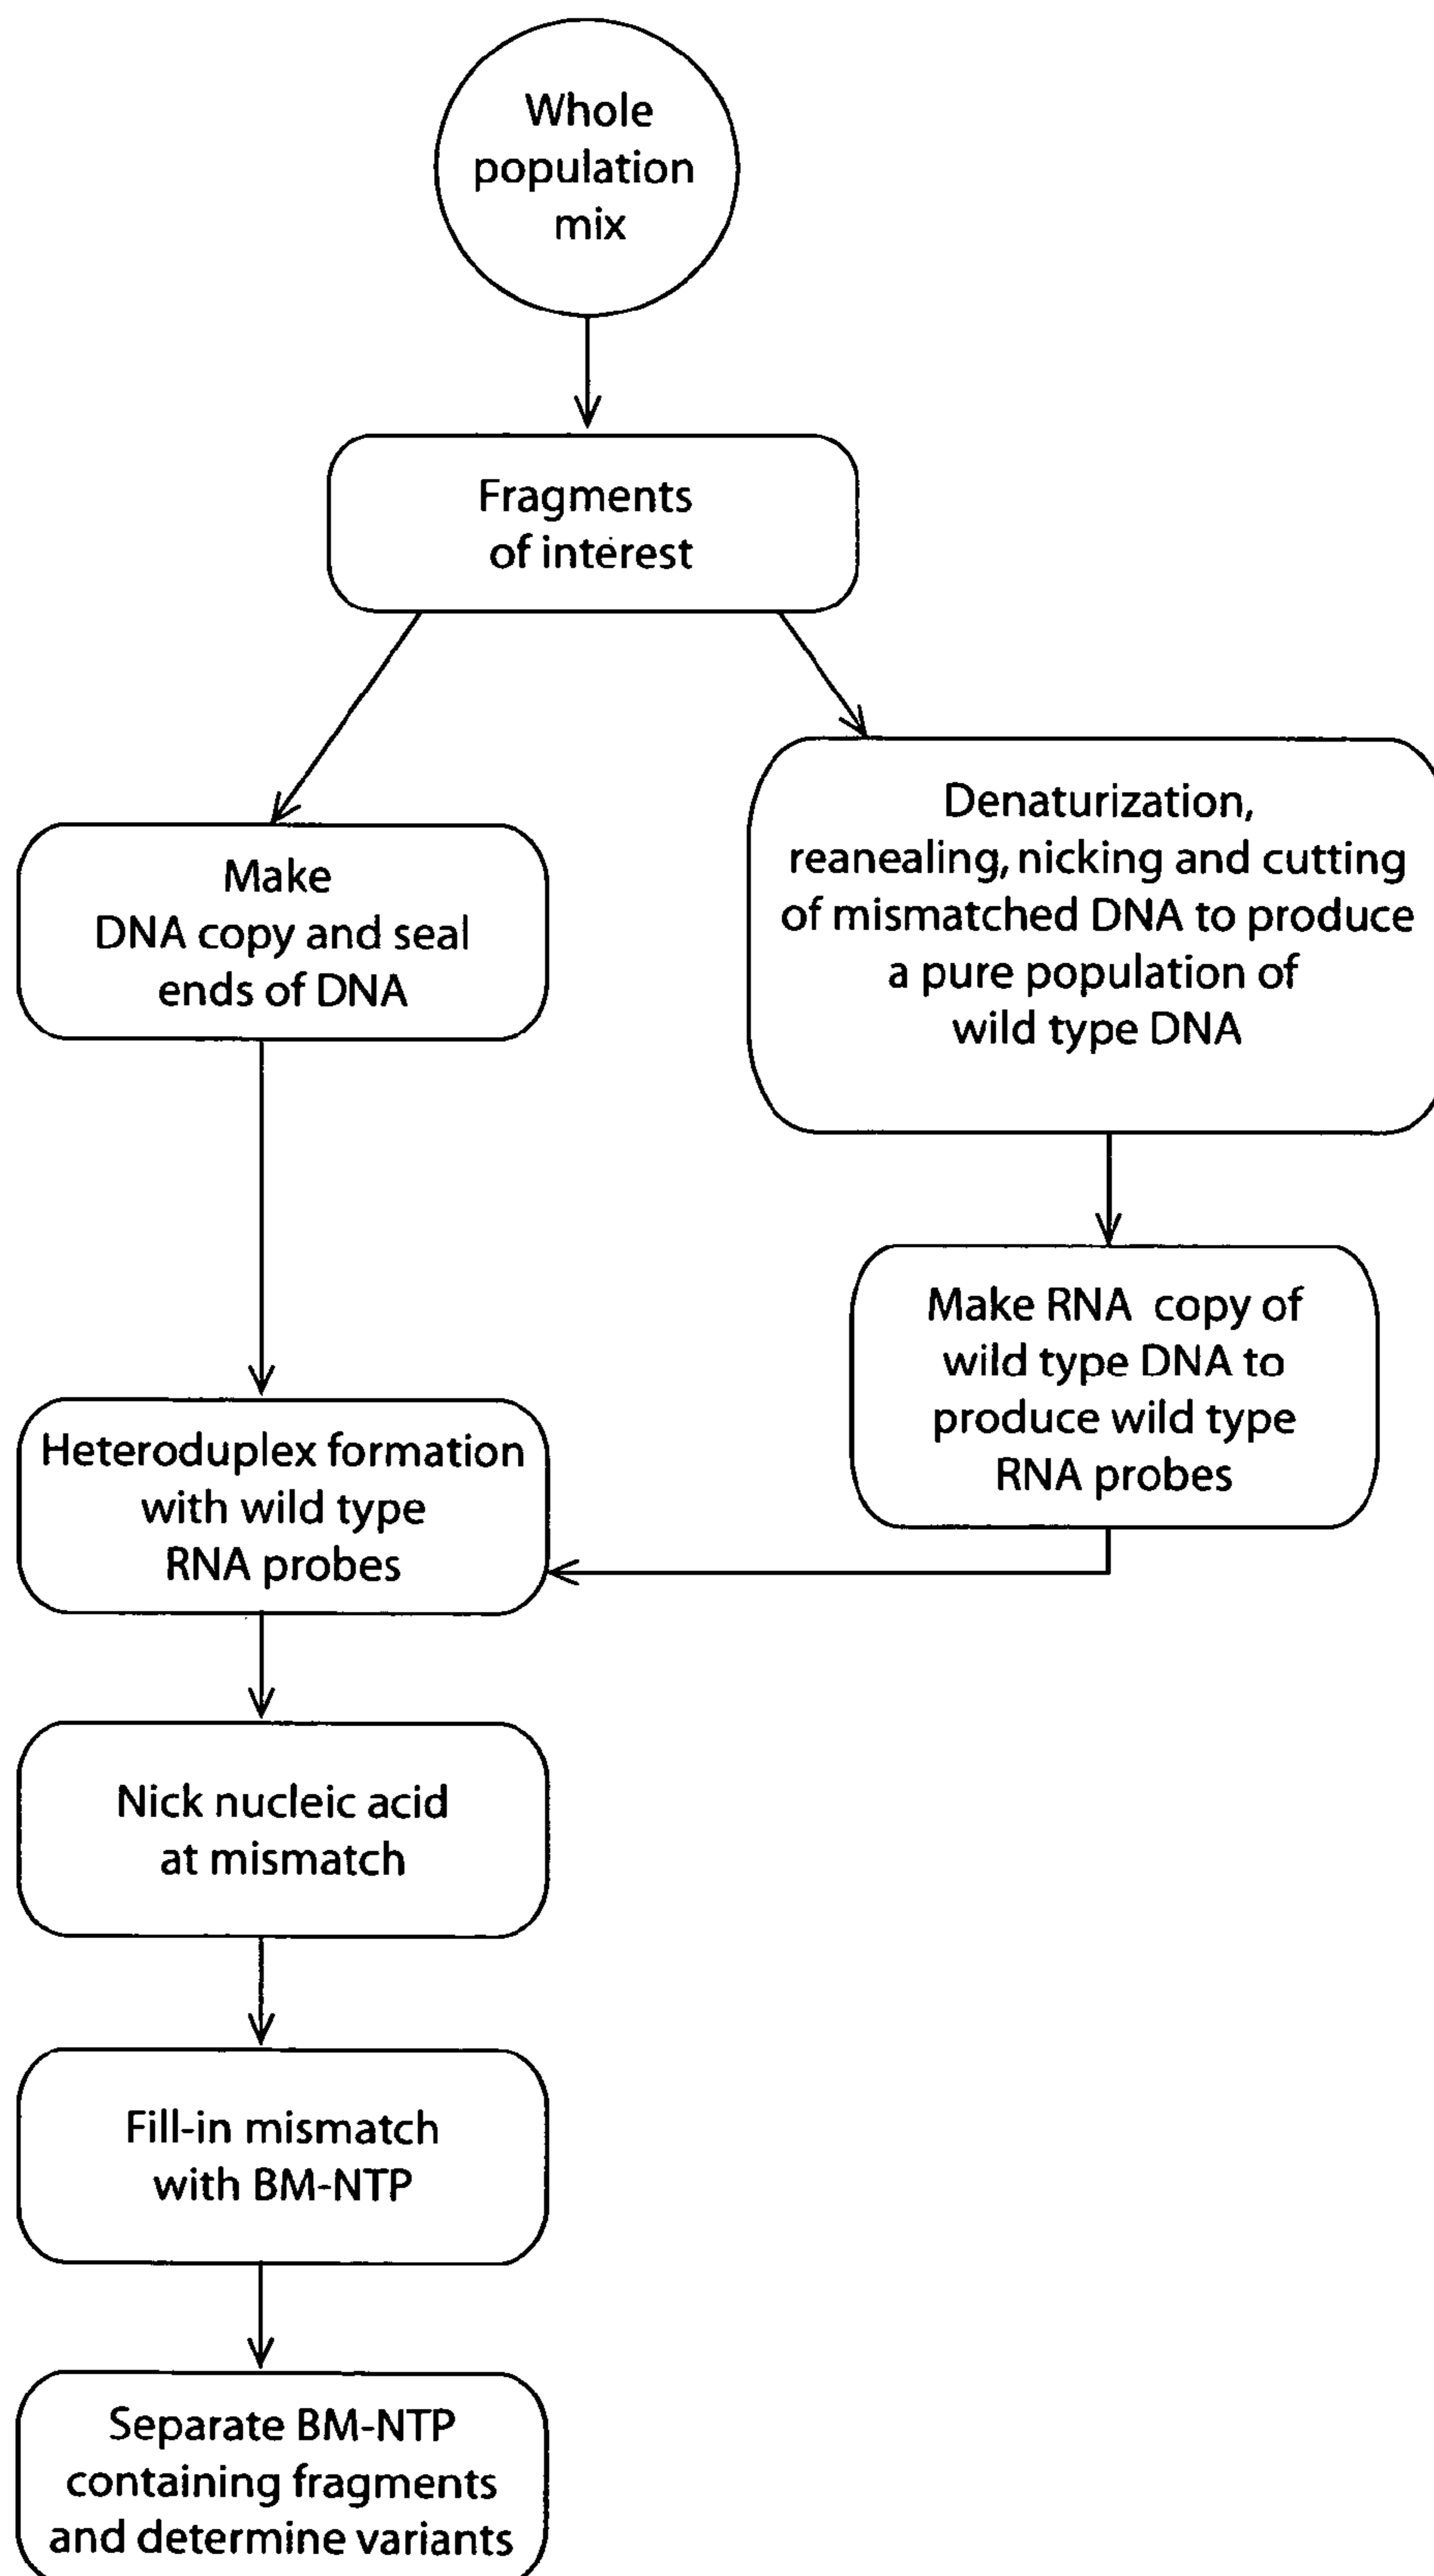 Whole
population
mix
Fragments
of interest
Make
DNA copy and seal
ends of DNA
Denaturization,
reanealing, nicking and cutting
of mismatched DNA to produce
a pure population of
wild type DNA
Make RNA copy of
wild type DNA to
produce wild type
RNA probes
Heteroduplex formation
with wild type
RNA probes
Nick nucleic acid
at mismatch
Fill-in mismatch
with BM-NTP
Separate BM-NTP
containing fragments
and determine variants